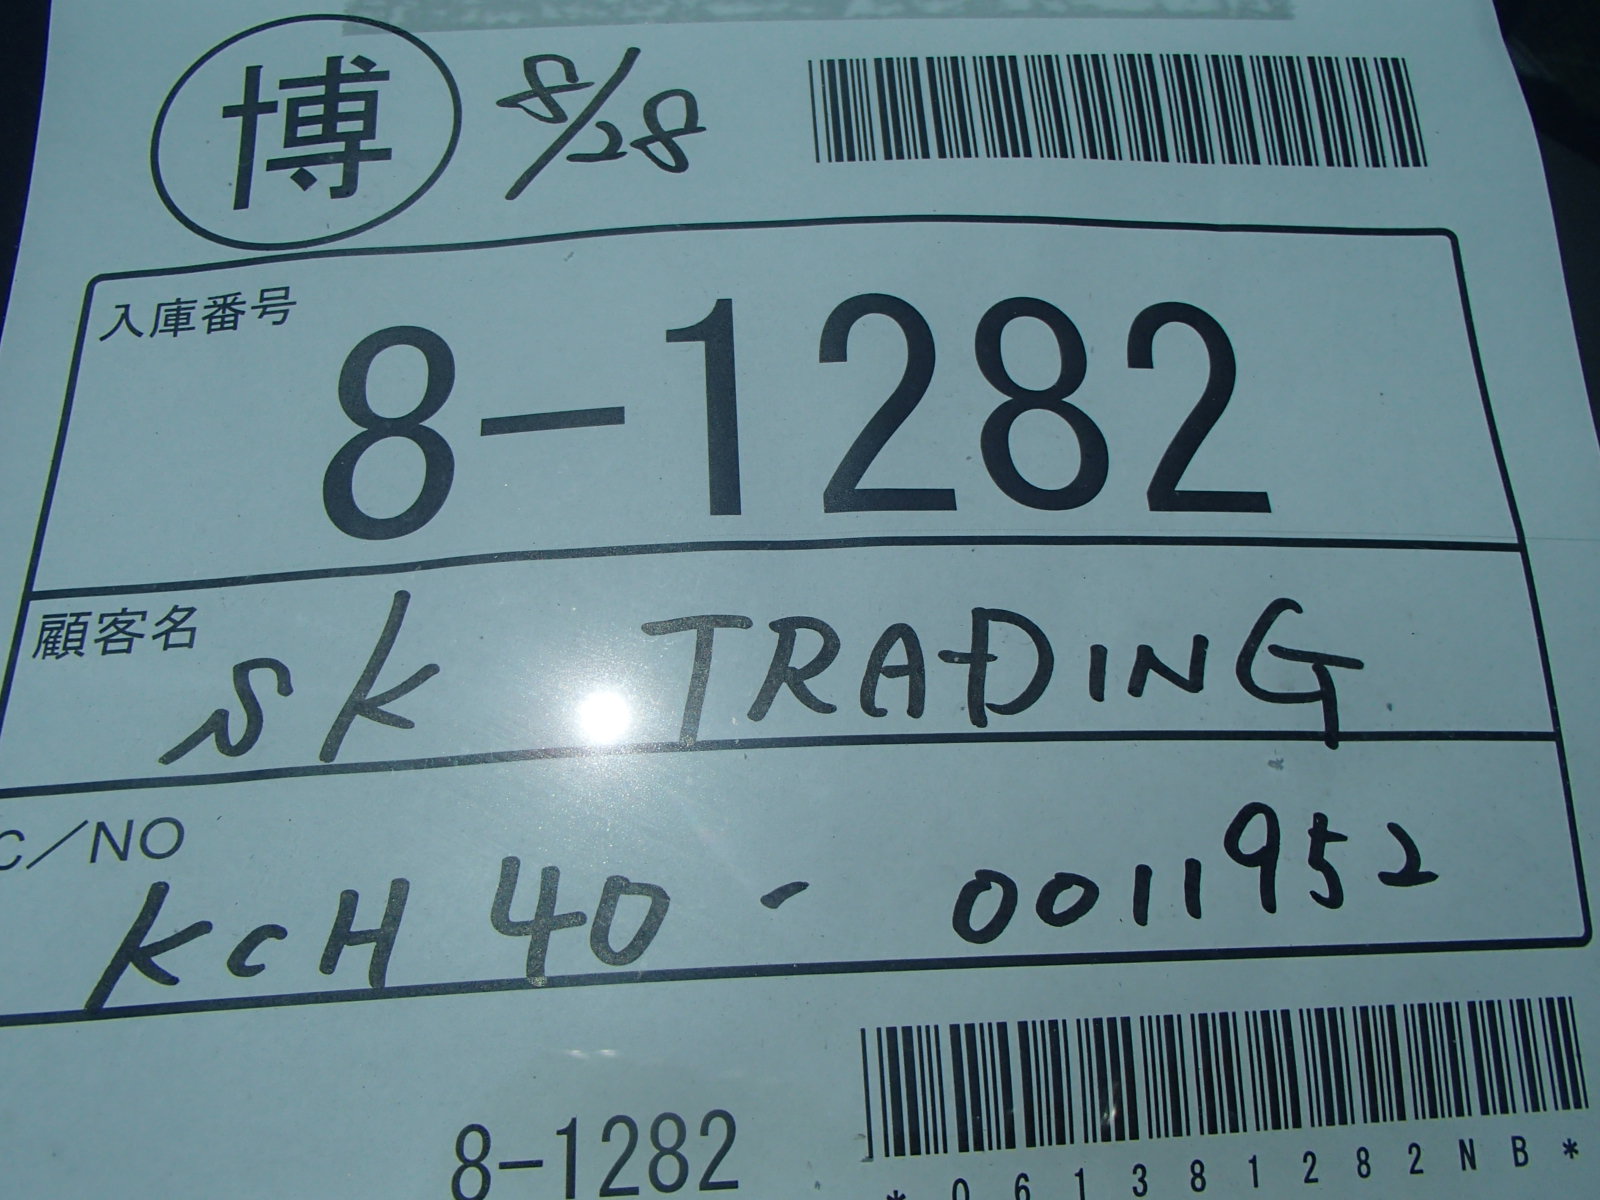 博 8/28
入庫番号
8-1282
顧客名
SK TRADING
C/NO
KCH40-0011952
8-1282
*061381282NB*